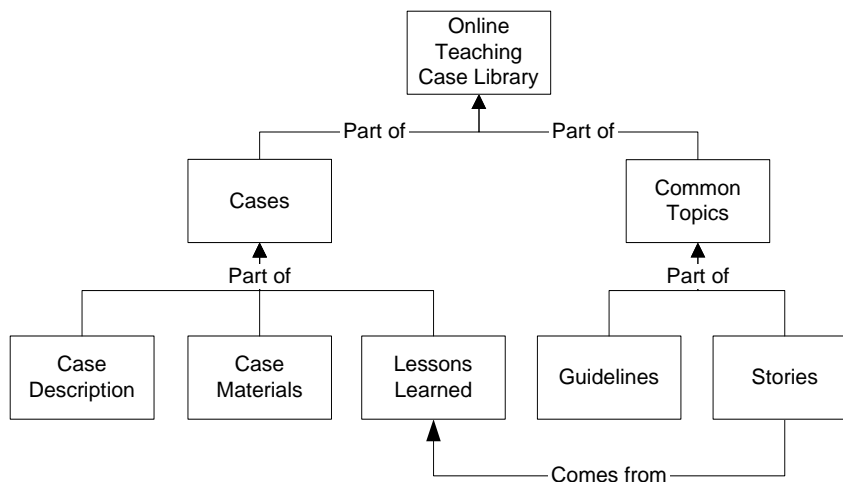 Online
Teaching
Case Library
Part of
Part of
Cases
Common
Topics
Part of
Part of
Case
Description
Case
Materials
Lessons
Learned
Guidelines
Stories
Comes from